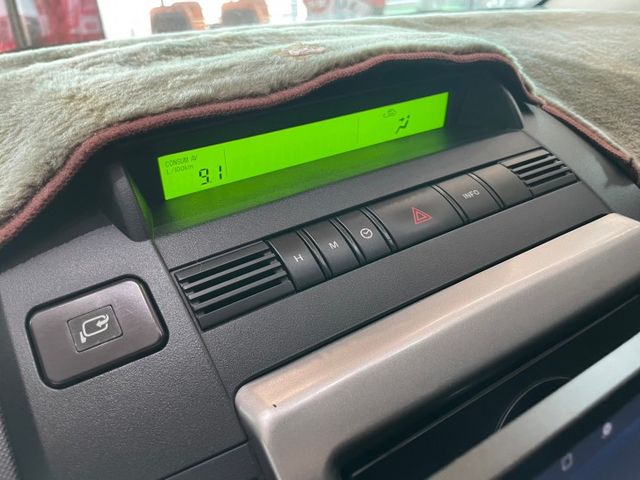 CONSUM AV
L/100km
9.1
H
M
INFO